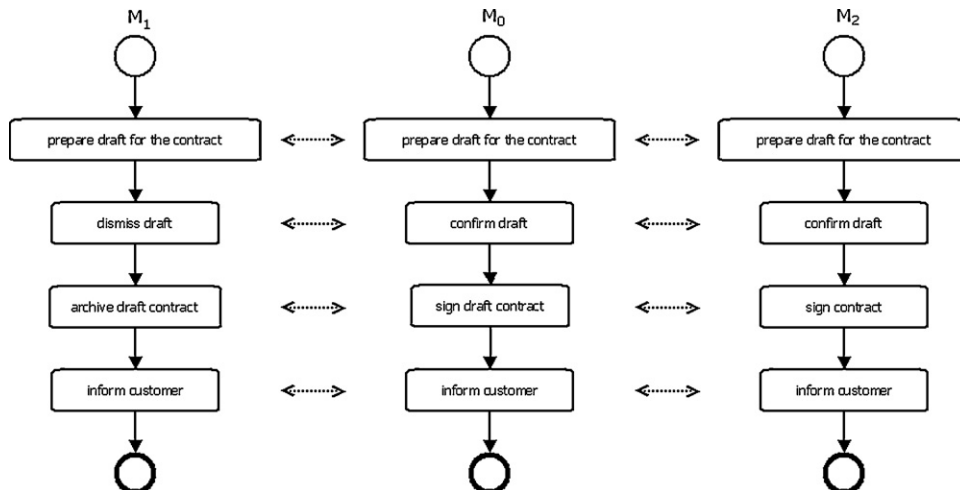 M1 M0 M2
prepare draft for the contract prepare draft for the contract prepare draft for the contract
dismiss draft confirm draft confirm draft
archive draft contract sign draft contract sign contract
inform customer inform customer inform customer